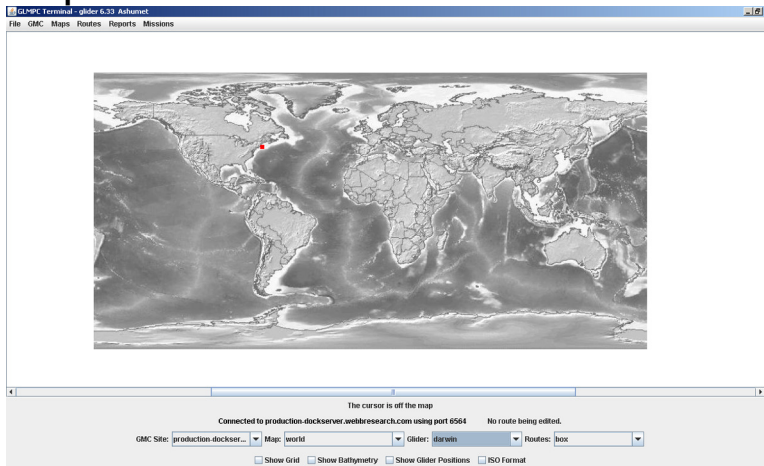 GLMPC Terminal - glider 6.33 Ashumet
File GMC Maps Routes Reports Missions
The cursor is off the map
Connected to production-dockserver.webbresearch.com using port 6564 No route being edited.
GMC Site: production-dockser... Map: world Glider: darwin Routes: box
Show Grid Show Bathymetry Show Glider Positions ISO Format